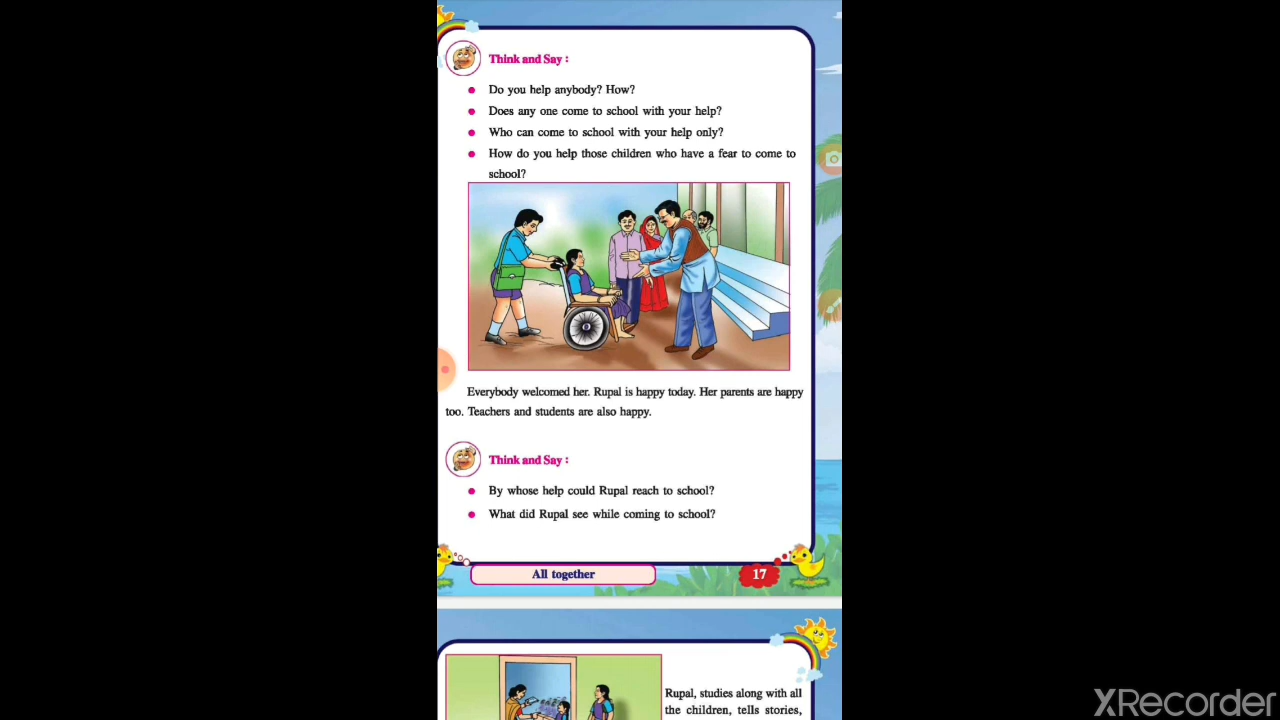 Think and Say :
Do you help anybody? How?
Does any one come to school with your help?
Who can come to school with your help only?
How do you help those children who have a fear to come to
school?
Everybody welcomed her. Rupal is happy today. Her parents are happy
too. Teachers and students are also happy.
Think and Say :
By whose help could Rupal reach to school?
What did Rupal see while coming to school?
All together
17
Rupal, studies along with all
the children, tells stories,
XRecorder